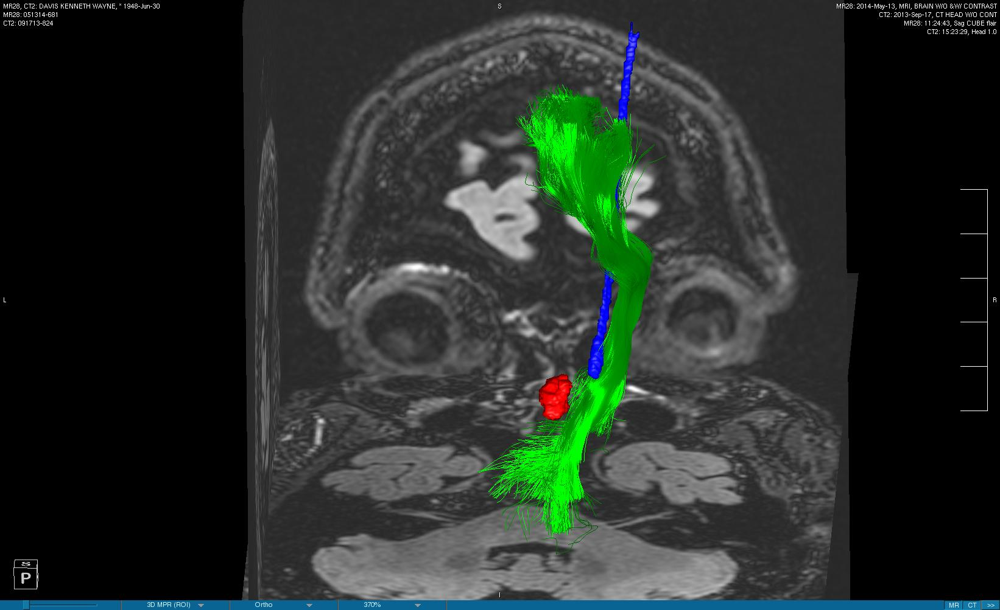 MR28, CT2: DAVIS KENNETH WAYNE, * 1948-Jun-30
MR28: 051314-681
CT2: 091713-824
S
MR28: 2014-May-13, MRI, BRAIN W/O &W/ CONTRAST
CT2: 2013-Sep-17, CT HEAD W/O CONT
MR28: 11:24:43, Sag CUBE flair
CT2: 15:23:29, Head 1.0
L
R
S
P
I
3D MPR (ROI)
Ortho
370%
MR
CT
>>